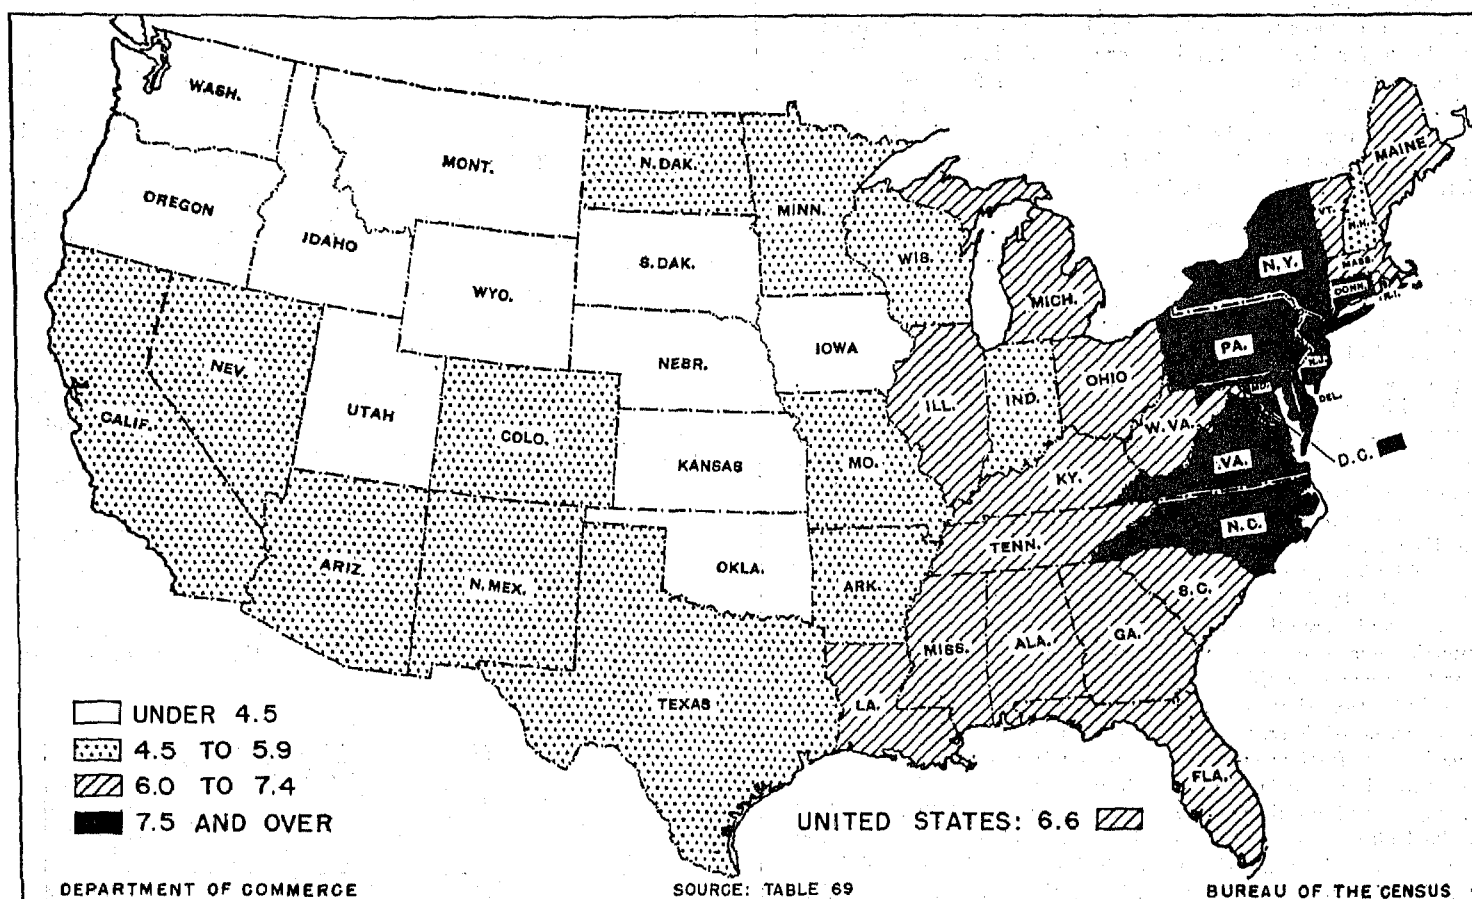 WASH.
MONT.
N. DAK.
MINN.
MAINE
OREGON
IDAHO
VT.
N.H.
S. DAK.
WIS.
N. Y.
MASS.
WYO.
MICH.
CONN.
R.I.
IOWA
PA.
N.J.
NEBR.
NEV.
OHIO
MD.
UTAH
ILL.
IND.
DEL.
CALIF.
COLO.
W. VA.
KANSAS
MO.
VA.
D.C.
KY.
N.C.
ARIZ.
N. MEX.
OKLA.
ARK.
TENN.
S.C.
MISS.
ALA.
GA.
TEXAS
LA.
FLA.
UNDER 4.5
4.5 TO 5.9
6.0 TO 7.4
7.5 AND OVER
UNITED STATES: 6.6
DEPARTMENT OF COMMERCE
SOURCE: TABLE 69
BUREAU OF THE CENSUS